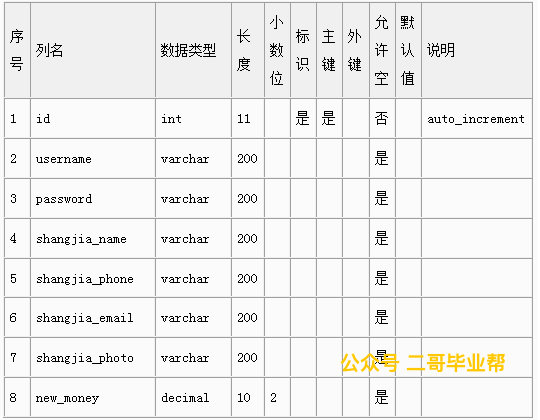 序号 列名 数据类型 长度 小数位 标识 主键 外键 允许空 默认值 说明
1 id int 11 是 是 否 auto_increment
2 username varchar 200 是
3 password varchar 200 是
4 shangjia_name varchar 200 是
5 shangjia_phone varchar 200 是
6 shangjia_email varchar 200 是
7 shangjia_photo varchar 200 是
公众号 二哥毕业帮
8 new_money decimal 10 2 是